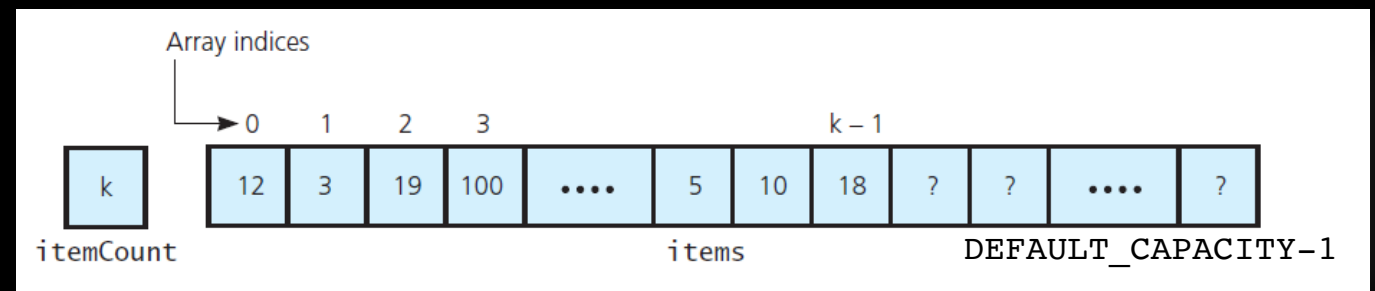 Array indices
0 1 2 3 k – 1
k 12 3 19 100 •••• 5 10 18 ? ? •••• ?
itemCount items DEFAULT_CAPACITY-1